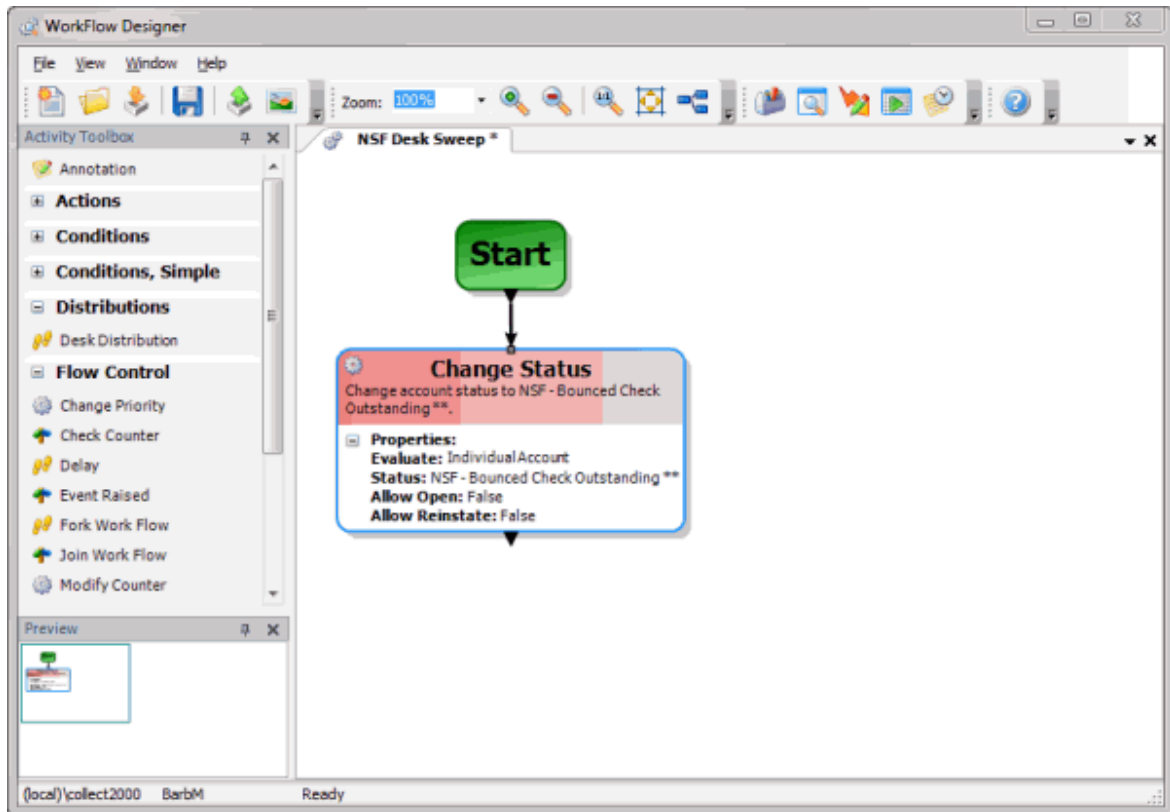 WorkFlow Designer
File View Window Help
Zoom: 100%
Activity Toolbox
NSF Desk Sweep *
Annotation
Actions
Conditions
Conditions, Simple
Distributions
Desk Distribution
Flow Control
Change Priority
Check Counter
Delay
Event Raised
Fork Work Flow
Join Work Flow
Modify Counter
Start
Change Status
Change account status to NSF - Bounced Check
Outstanding **.
Properties:
Evaluate: Individual Account
Status: NSF - Bounced Check Outstanding **
Allow Open: False
Allow Reinstate: False
Preview
(local)\collect2000 BarbM Ready